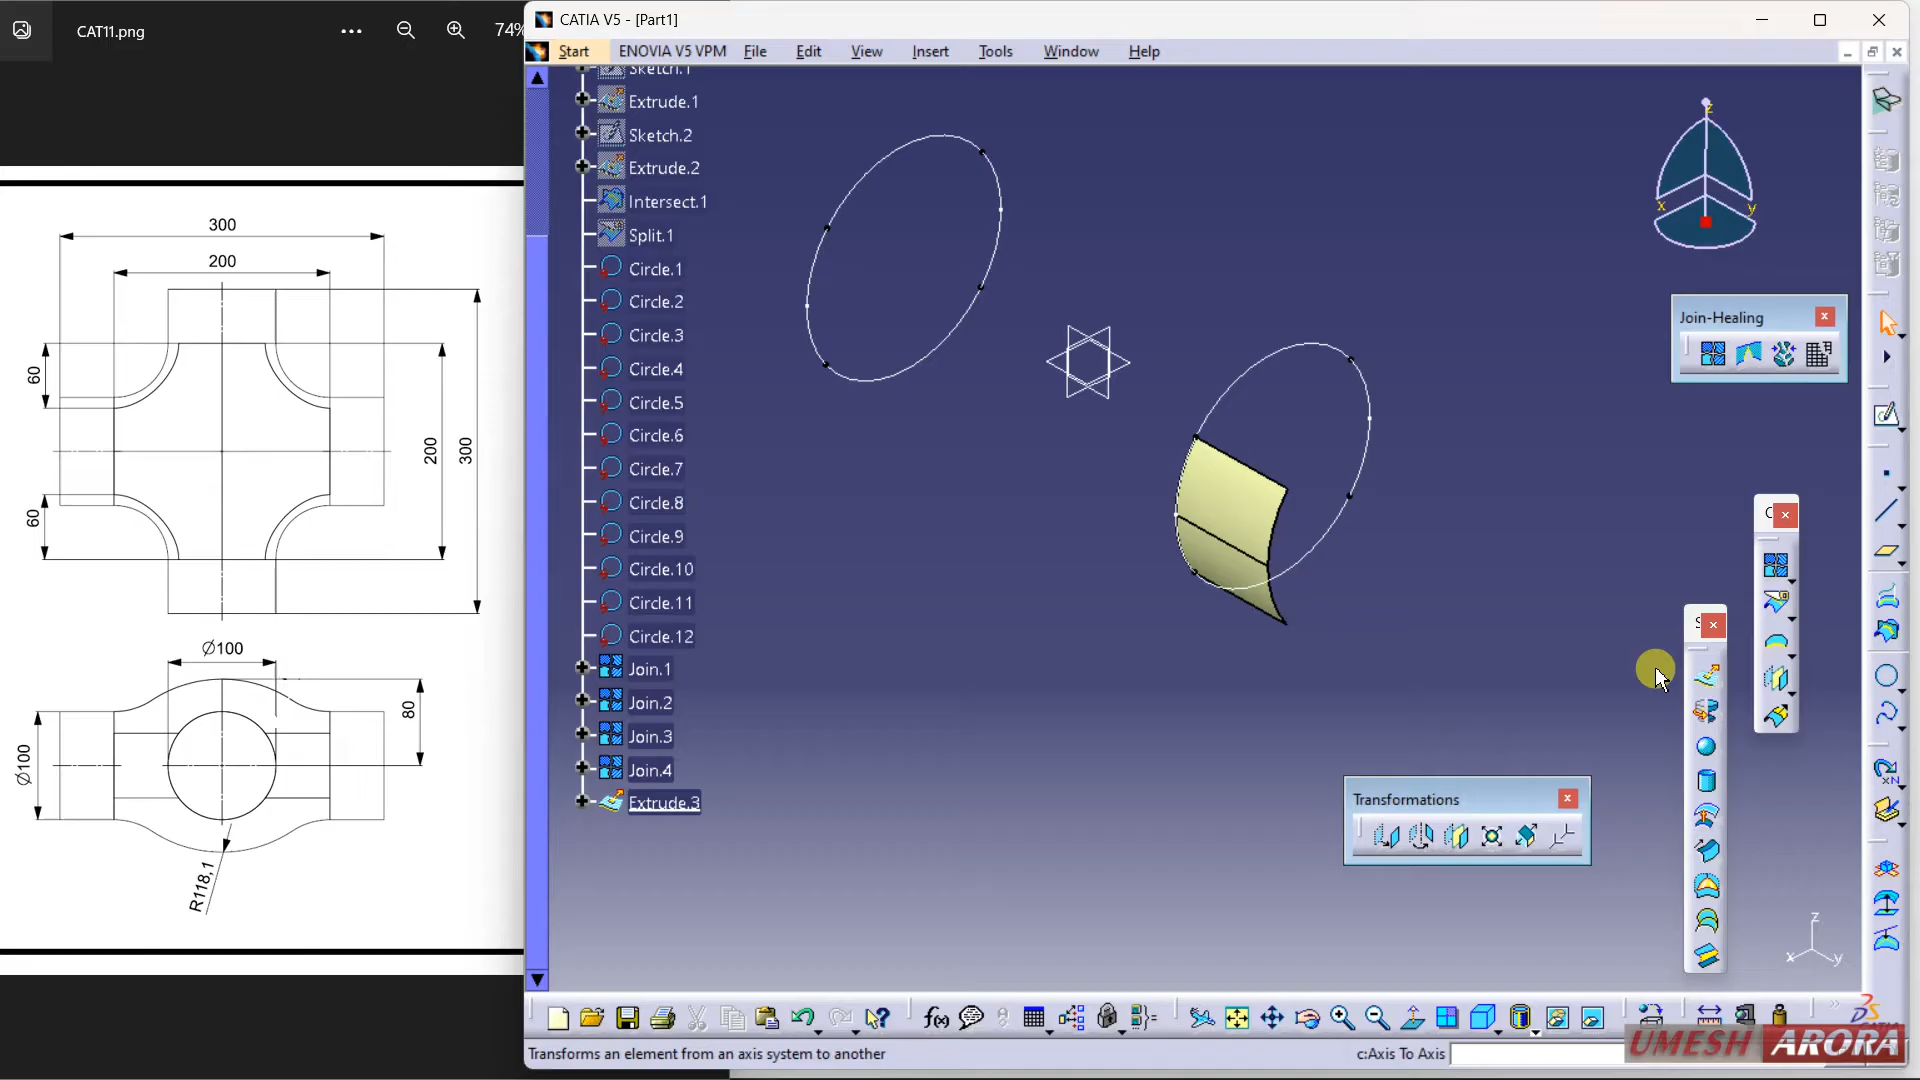 CAT11.png
74%
CATIA V5 - [Part1]
Start
ENOVIA V5 VPM
File
Edit
View
Insert
Tools
Window
Help
Sketch.1
Extrude.1
Sketch.2
Extrude.2
Intersect.1
Split.1
Circle.1
Circle.2
Circle.3
Circle.4
Circle.5
Circle.6
Circle.7
Circle.8
Circle.9
Circle.10
Circle.11
Circle.12
Join.1
Join.2
Join.3
Join.4
Extrude.3
300
200
60
200
300
60
∅100
80
∅100
R118,1
z
x
y
Join-Healing
Transformations
z
x
y
Transforms an element from an axis system to another
c:Axis To Axis
UMESH ARORA